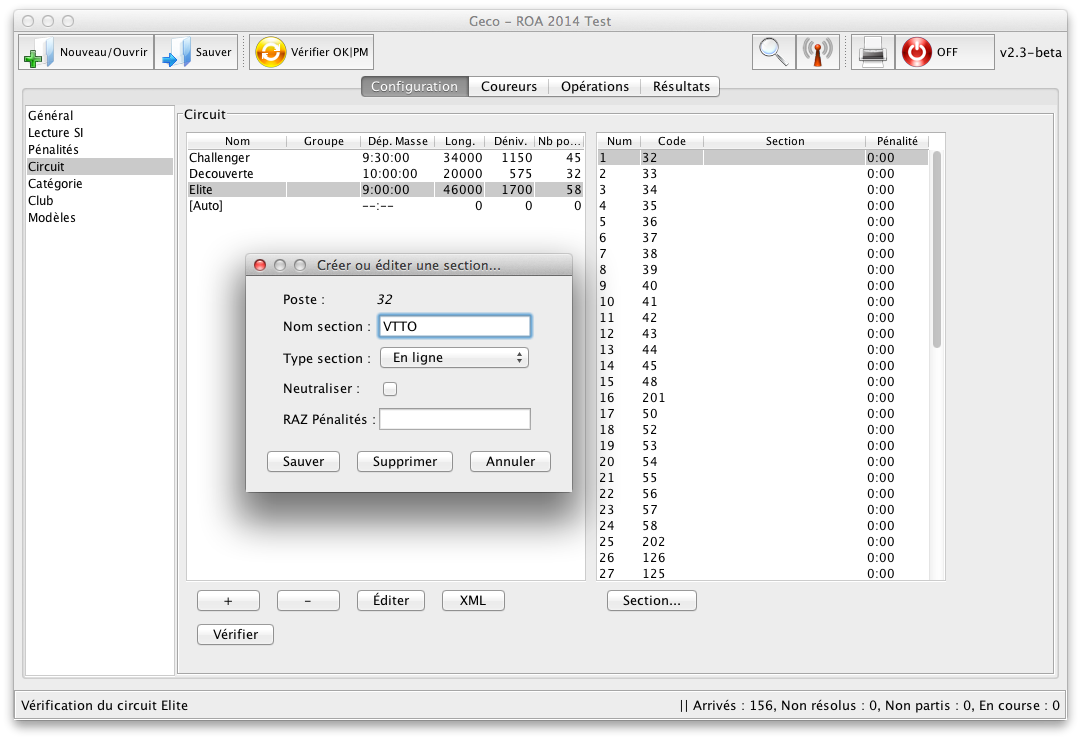 Geco - ROA 2014 Test
Nouveau/Ouvrir Sauver Vérifier OK|PM OFF v2.3-beta
Configuration Coureurs Opérations Résultats
Général
Lecture SI
Pénalités
Circuit
Catégorie
Club
Modèles
Circuit
Nom Groupe Dép. Masse Long. Déniv. Nb po...
Challenger 9:30:00 34000 1150 45
Decouverte 10:00:00 20000 575 32
Elite 9:00:00 46000 1700 58
[Auto] --:-- 0 0 0
Créer ou éditer une section...
Poste : 32
Nom section : VTTO
Type section : En ligne
Neutraliser :
RAZ Pénalités :
Sauver Supprimer Annuler
Num Code Section Pénalité
1 32 0:00
2 33 0:00
3 34 0:00
4 35 0:00
5 36 0:00
6 37 0:00
7 38 0:00
8 39 0:00
9 40 0:00
10 41 0:00
11 42 0:00
12 43 0:00
13 44 0:00
14 45 0:00
15 48 0:00
16 201 0:00
17 50 0:00
18 52 0:00
19 53 0:00
20 54 0:00
21 55 0:00
22 56 0:00
23 57 0:00
24 58 0:00
25 202 0:00
26 126 0:00
27 125 0:00
+ - Éditer XML Section...
Vérifier
Vérification du circuit Elite || Arrivés : 156, Non résolus : 0, Non partis : 0, En course : 0